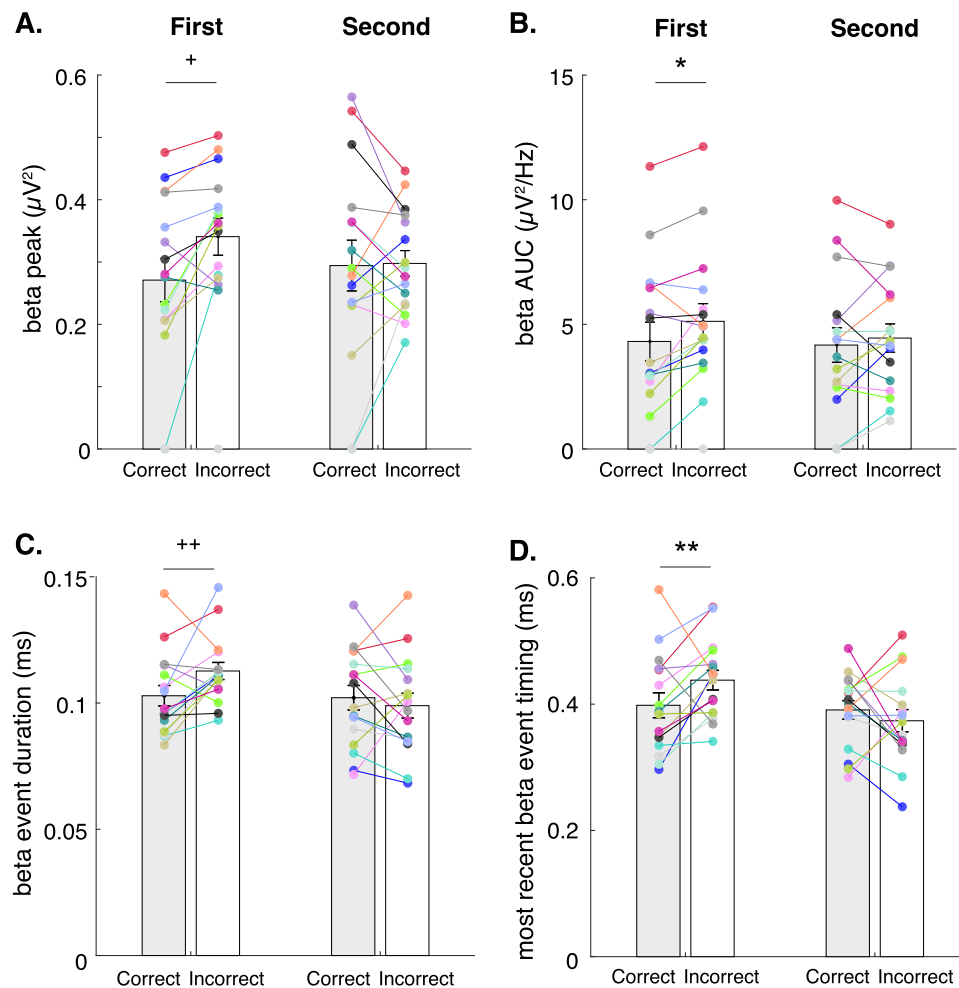 A.
First
Second
+
beta peak (µV²)
0.6
0.4
0.2
0
Correct Incorrect
Correct Incorrect
B.
First
Second
*
beta AUC (µV²/Hz)
15
10
5
0
Correct Incorrect
Correct Incorrect
C.
++
beta event duration (ms)
0.15
0.1
0.05
0
Correct Incorrect
Correct Incorrect
D.
**
most recent beta event timing (ms)
0.6
0.4
0.2
0
Correct Incorrect
Correct Incorrect